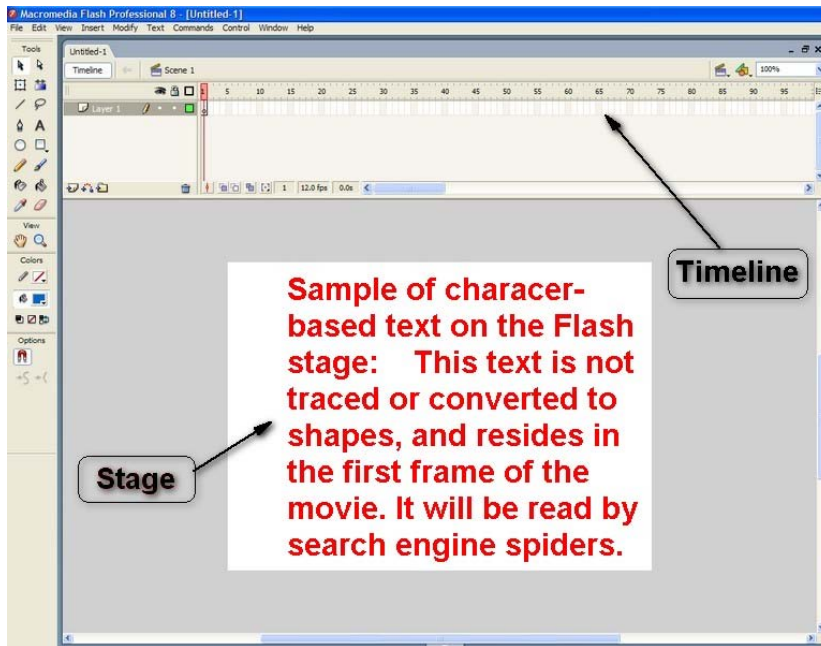 Macromedia Flash Professional 8 - [Untitled-1]
File Edit View Insert Modify Text Commands Control Window Help
Tools
Untitled-1
Timeline Scene 1 100%
1 5 10 15 20 25 30 35 40 45 50 55 60 65 70 75 80 85 90 95
Layer 1
1 12.0 fps 0.0s
View
Colors
Options
Timeline
Stage
Sample of characer-
based text on the Flash
stage: This text is not
traced or converted to
shapes, and resides in
the first frame of the
movie. It will be read by
search engine spiders.